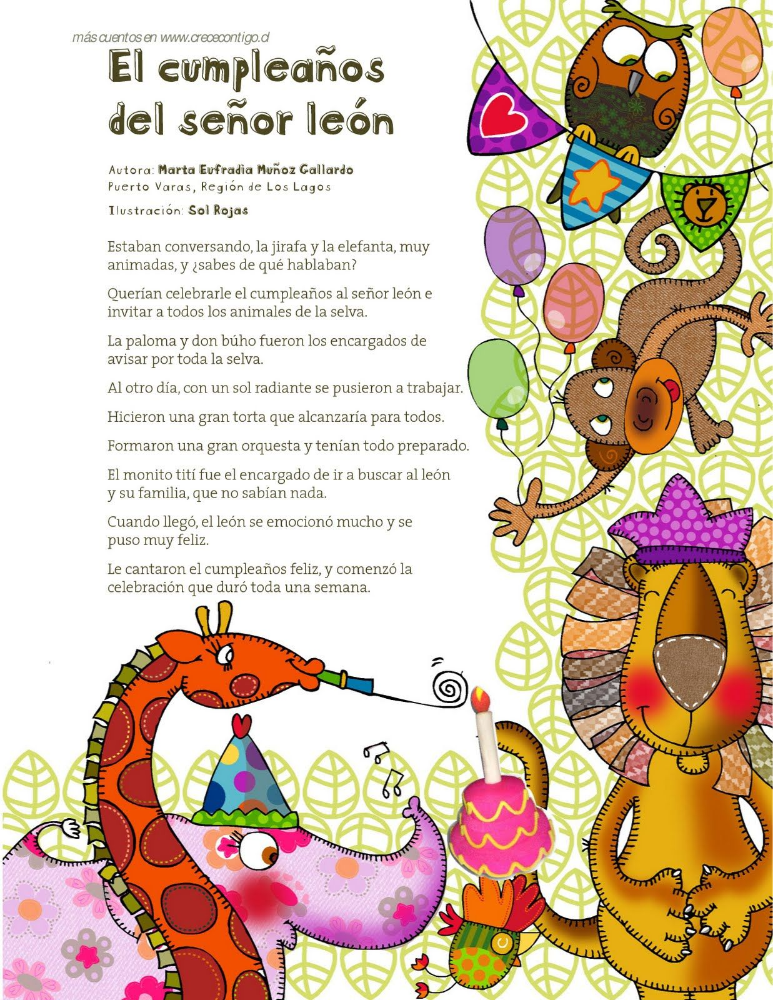 más cuentos en www.crececontigo.cl
El cumpleaños
del señor león
Autora: Marta Eufradia Muñoz Gallardo
Puerto Varas, Región de Los Lagos
Ilustración: Sol Rojas
Estaban conversando, la jirafa y la elefanta, muy
animadas, y ¿sabes de qué hablaban?
Querían celebrarle el cumpleaños al señor león e
invitar a todos los animales de la selva.
La paloma y don búho fueron los encargados de
avisar por toda la selva.
Al otro día, con un sol radiante se pusieron a trabajar.
Hicieron una gran torta que alcanzaría para todos.
Formaron una gran orquesta y tenían todo preparado.
El monito tití fue el encargado de ir a buscar al león
y su familia, que no sabían nada.
Cuando llegó, el león se emocionó mucho y se
puso muy feliz.
Le cantaron el cumpleaños feliz, y comenzó la
celebración que duró toda una semana.